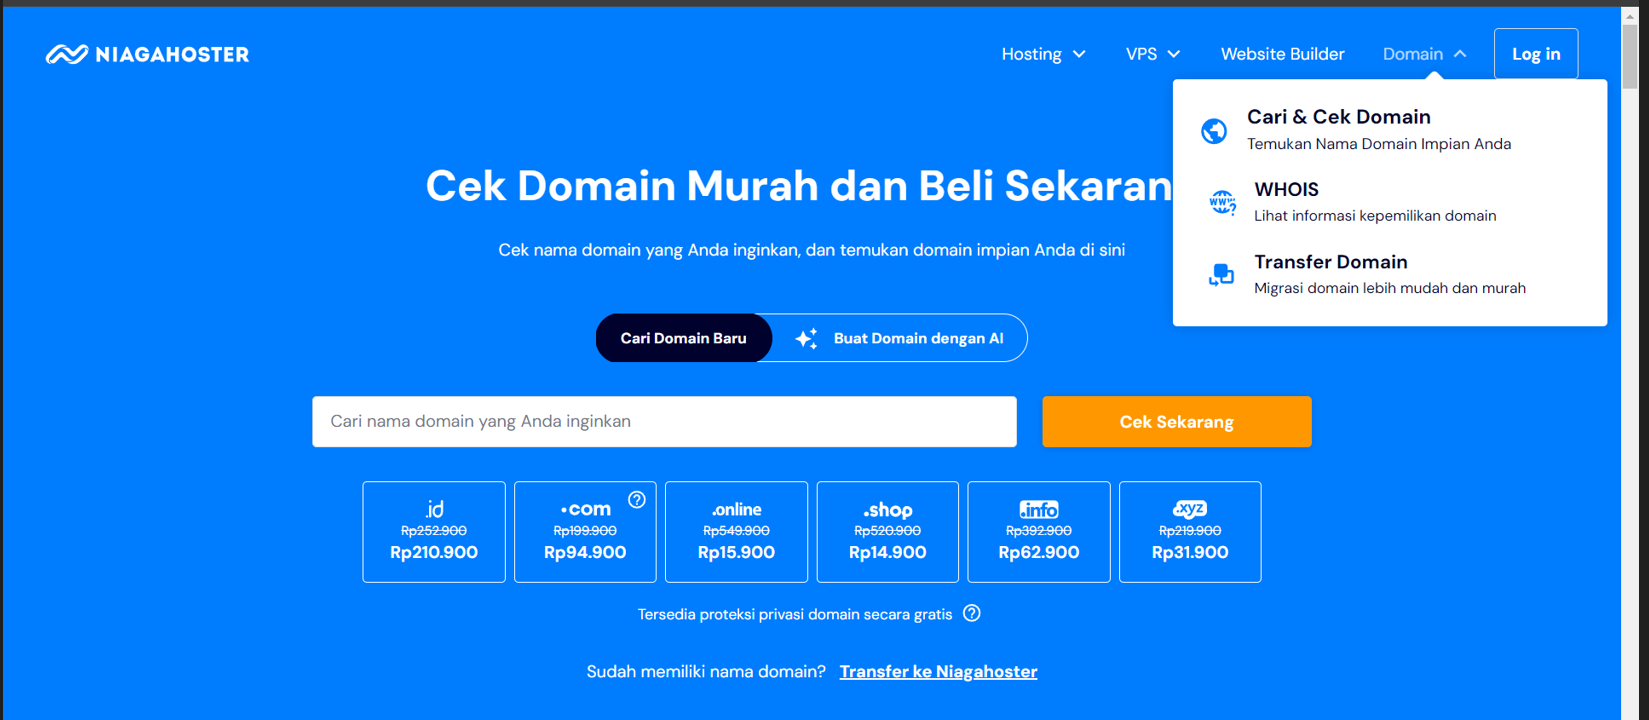 NIAGAHOSTER
Hosting
VPS
Website Builder
Domain
Log in
Cari & Cek Domain
Temukan Nama Domain Impian Anda
WHOIS
Lihat informasi kepemilikan domain
Transfer Domain
Migrasi domain lebih mudah dan murah
Cek Domain Murah dan Beli Sekaran
Cek nama domain yang Anda inginkan, dan temukan domain impian Anda di sini
Cari Domain Baru
Buat Domain dengan AI
Cari nama domain yang Anda inginkan
Cek Sekarang
.id
Rp252.900
Rp210.900
.com
Rp199.900
Rp94.900
.online
Rp549.900
Rp15.900
.shop
Rp520.900
Rp14.900
.info
Rp392.900
Rp62.900
.xyz
Rp219.900
Rp31.900
Tersedia proteksi privasi domain secara gratis
Sudah memiliki nama domain? Transfer ke Niagahoster